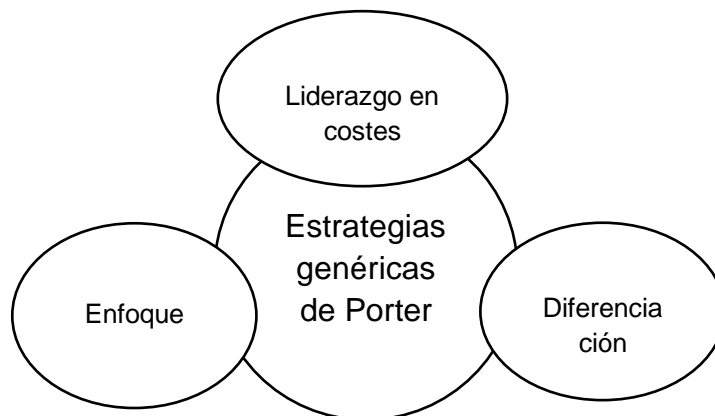 Liderazgo en
costes
Estrategias
genéricas
de Porter
Enfoque
Diferencia
ción